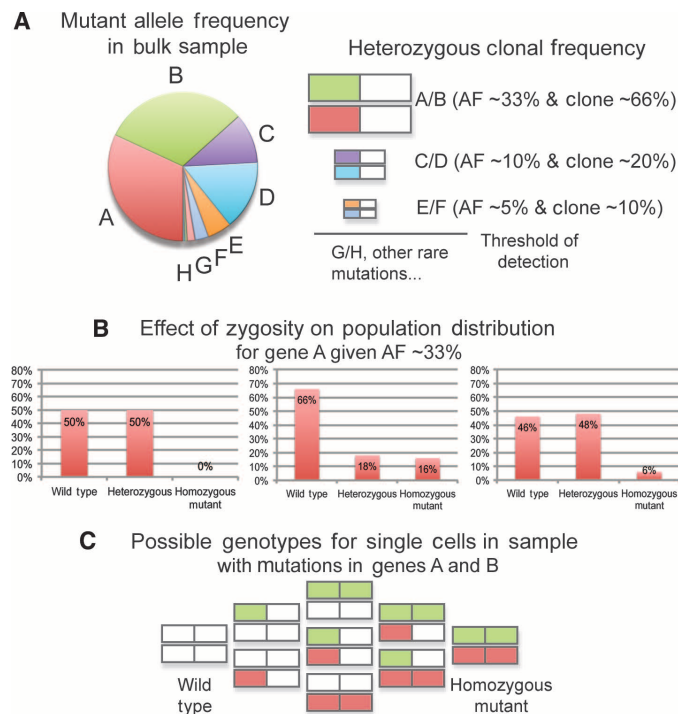 A
Mutant allele frequency
in bulk sample
B
C
D
E
F
G
H
A
Heterozygous clonal frequency
A/B (AF ~33% & clone ~66%)
C/D (AF ~10% & clone ~20%)
E/F (AF ~5% & clone ~10%)
G/H, other rare
mutations...
Threshold of
detection
B
Effect of zygosity on population distribution
for gene A given AF ~33%
80%
70%
60%
50%
40%
30%
20%
10%
0%
50%
50%
0%
Wild type
Heterozygous
Homozygous
mutant
80%
70%
60%
50%
40%
30%
20%
10%
0%
66%
18%
16%
Wild type
Heterozygous
Homozygous
mutant
80%
70%
60%
50%
40%
30%
20%
10%
0%
46%
48%
6%
Wild type
Heterozygous
Homozygous
mutant
C
Possible genotypes for single cells in sample
with mutations in genes A and B
Wild
type
Homozygous
mutant